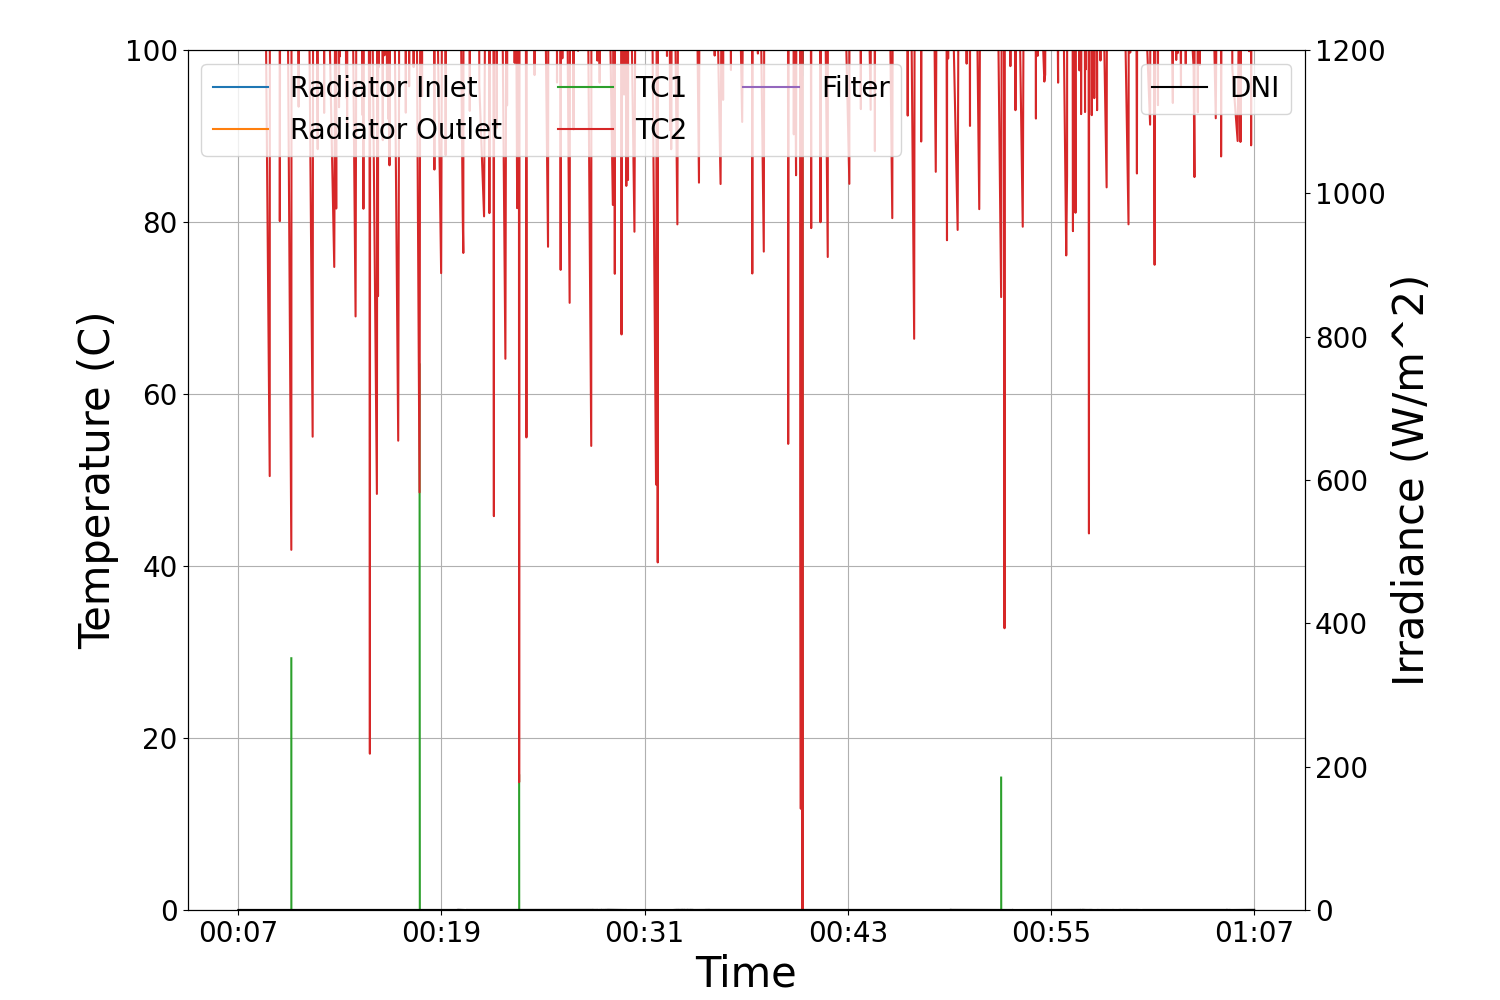 100
80
60
40
20
0
Temperature (C)
Radiator Inlet
Radiator Outlet
TC1
TC2
Filter
DNI
1200
1000
800
600
400
200
0
Irradiance (W/m^2)
00:07 00:19 00:31 00:43 00:55 01:07
Time